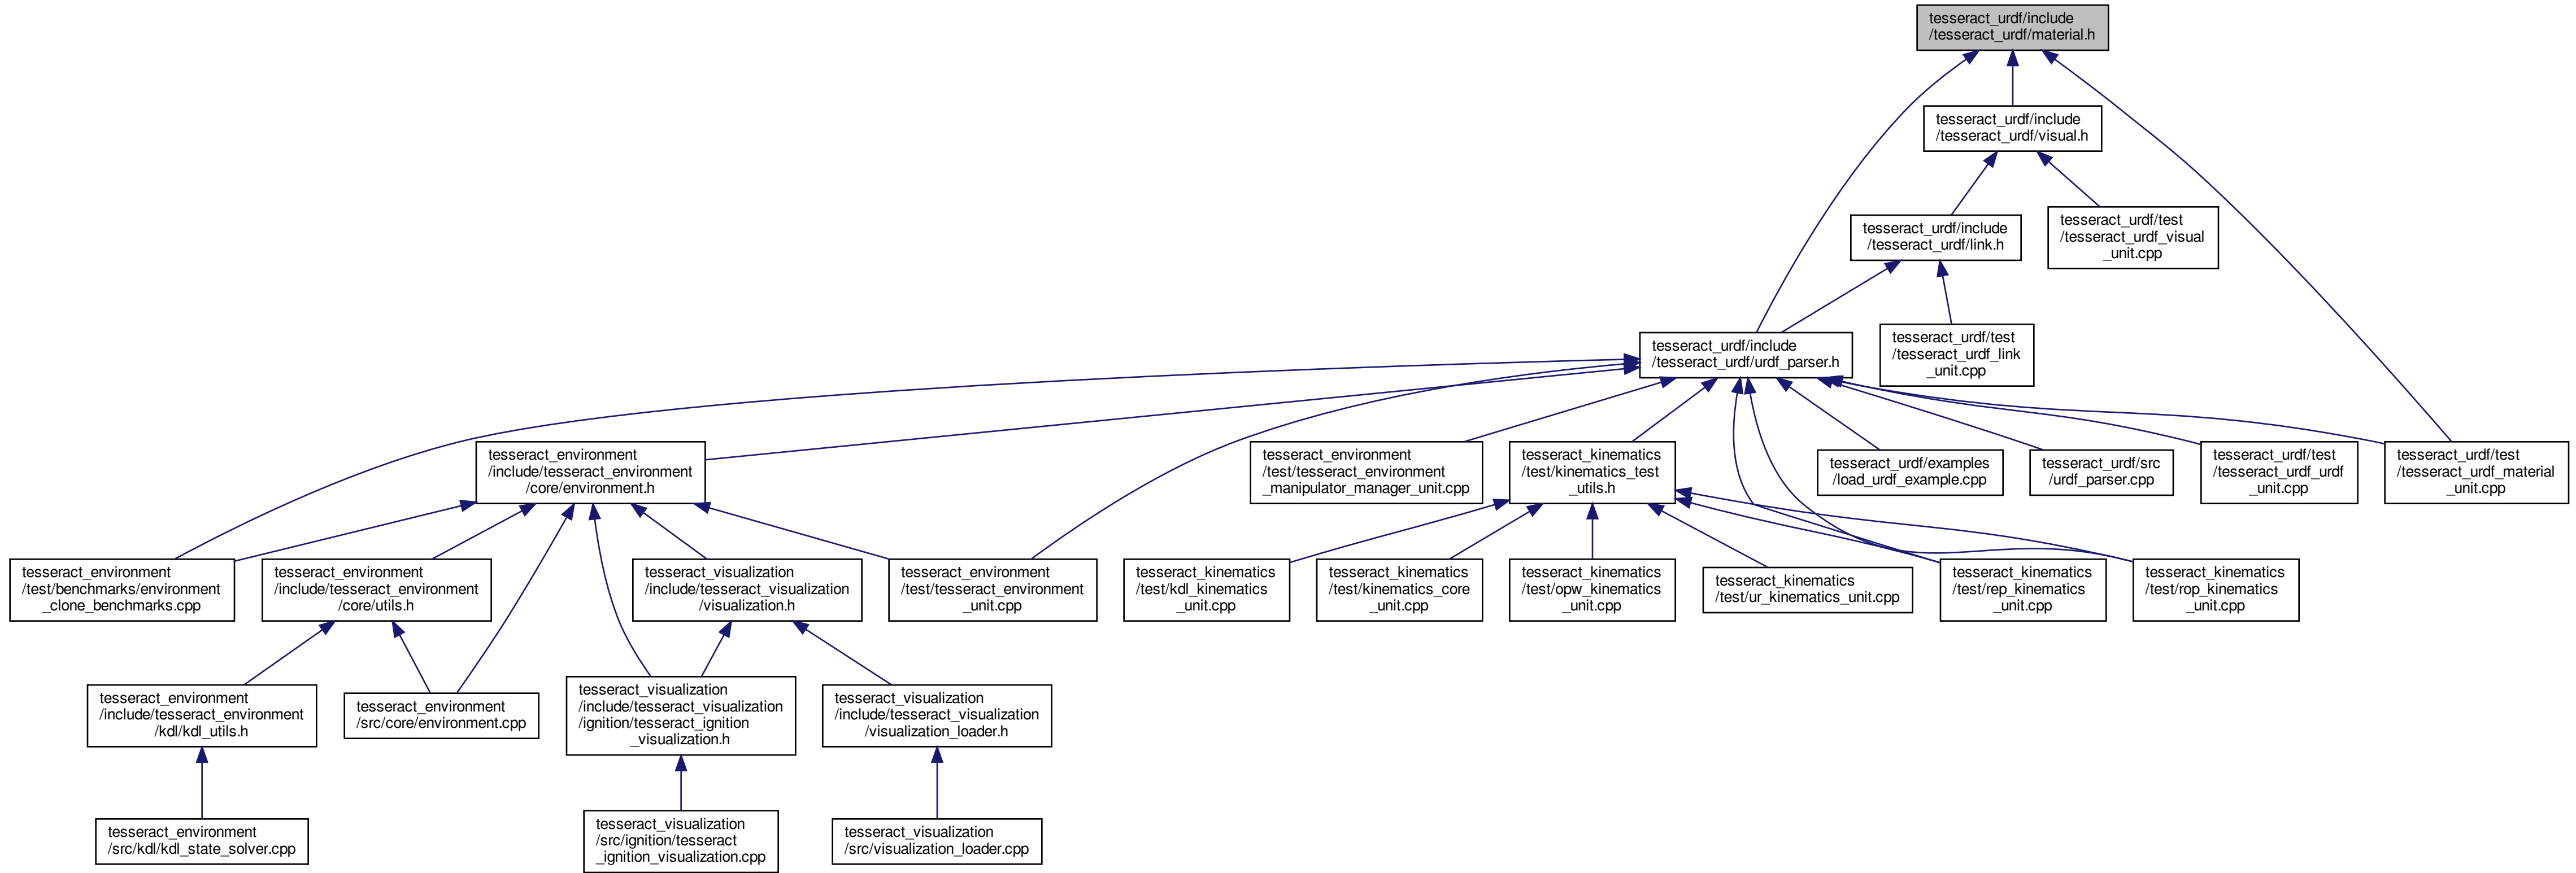 tesseract_urdf/include
/tesseract_urdf/material.h
tesseract_urdf/include
/tesseract_urdf/visual.h
tesseract_urdf/include
/tesseract_urdf/link.h
tesseract_urdf/test
/tesseract_urdf_visual
_unit.cpp
tesseract_urdf/include
/tesseract_urdf/urdf_parser.h
tesseract_urdf/test
/tesseract_urdf_link
_unit.cpp
tesseract_environment
/include/tesseract_environment
/core/environment.h
tesseract_environment
/test/tesseract_environment
_manipulator_manager_unit.cpp
tesseract_kinematics
/test/kinematics_test
_utils.h
tesseract_urdf/examples
/load_urdf_example.cpp
tesseract_urdf/src
/urdf_parser.cpp
tesseract_urdf/test
/tesseract_urdf_urdf
_unit.cpp
tesseract_urdf/test
/tesseract_urdf_material
_unit.cpp
tesseract_environment
/test/benchmarks/environment
_clone_benchmarks.cpp
tesseract_environment
/include/tesseract_environment
/core/utils.h
tesseract_visualization
/include/tesseract_visualization
/visualization.h
tesseract_environment
/test/tesseract_environment
_unit.cpp
tesseract_kinematics
/test/kdl_kinematics
_unit.cpp
tesseract_kinematics
/test/kinematics_core
_unit.cpp
tesseract_kinematics
/test/opw_kinematics
_unit.cpp
tesseract_kinematics
/test/ur_kinematics_unit.cpp
tesseract_kinematics
/test/rep_kinematics
_unit.cpp
tesseract_kinematics
/test/rop_kinematics
_unit.cpp
tesseract_environment
/include/tesseract_environment
/kdl/kdl_utils.h
tesseract_environment
/src/core/environment.cpp
tesseract_visualization
/include/tesseract_visualization
/ignition/tesseract_ignition
_visualization.h
tesseract_visualization
/include/tesseract_visualization
/visualization_loader.h
tesseract_environment
/src/kdl/kdl_state_solver.cpp
tesseract_visualization
/src/ignition/tesseract
_ignition_visualization.cpp
tesseract_visualization
/src/visualization_loader.cpp